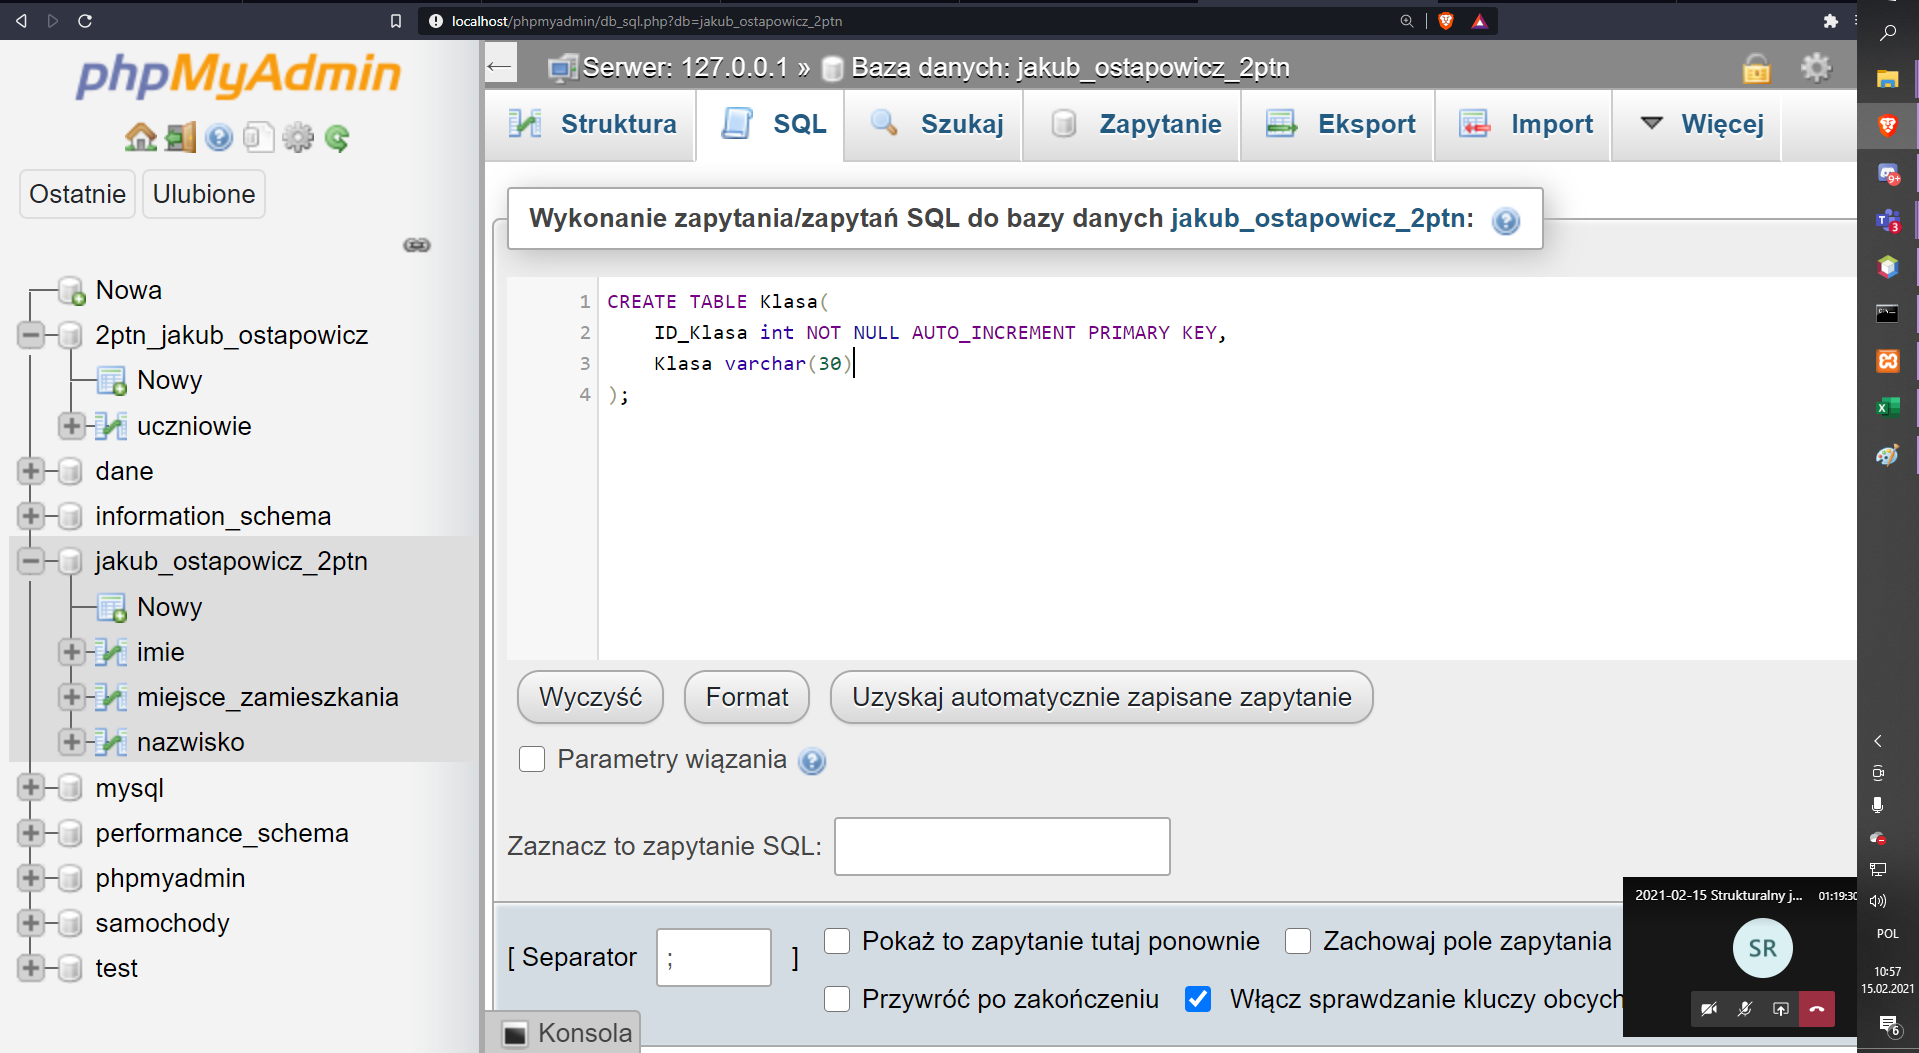 localhost/phpmyadmin/db_sql.php?db=jakub_ostapowicz_2ptn
phpMyAdmin
Ostatnie
Ulubione
Nowa
2ptn_jakub_ostapowicz
Nowy
uczniowie
dane
information_schema
jakub_ostapowicz_2ptn
Nowy
imie
miejsce_zamieszkania
nazwisko
mysql
performance_schema
phpmyadmin
samochody
test
Serwer: 127.0.0.1 » Baza danych: jakub_ostapowicz_2ptn
Struktura
SQL
Szukaj
Zapytanie
Eksport
Import
Więcej
Wykonanie zapytania/zapytań SQL do bazy danych jakub_ostapowicz_2ptn:
1 CREATE TABLE Klasa(
2 ID_Klasa int NOT NULL AUTO_INCREMENT PRIMARY KEY,
3 Klasa varchar(30)
4 );
Wyczyść
Format
Uzyskaj automatycznie zapisane zapytanie
Parametry wiązania
Zaznacz to zapytanie SQL:
[ Separator ; ]
Pokaż to zapytanie tutaj ponownie
Zachowaj pole zapytania
Przywróć po zakończeniu
Włącz sprawdzanie kluczy obcych
Konsola
2021-02-15 Strukturalny j...
01:19:30
SR
9+
3
POL
10:57
15.02.2021
6